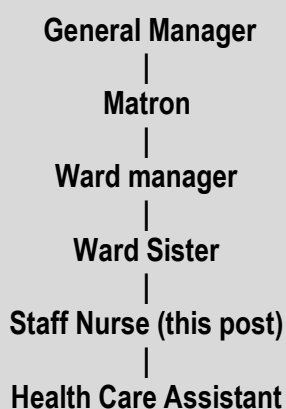 General Manager
|
Matron
|
Ward manager
|
Ward Sister
|
Staff Nurse (this post)
|
Health Care Assistant